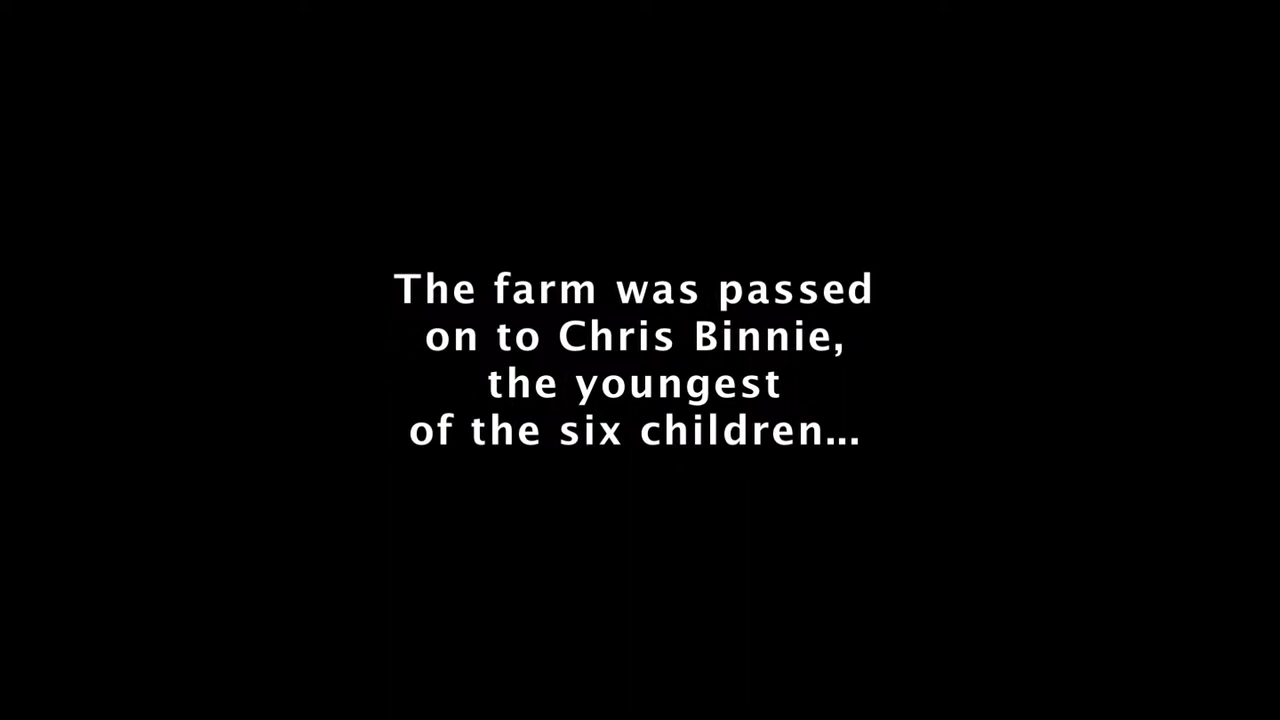 The farm was passed
on to Chris Binnie,
the youngest
of the six children...